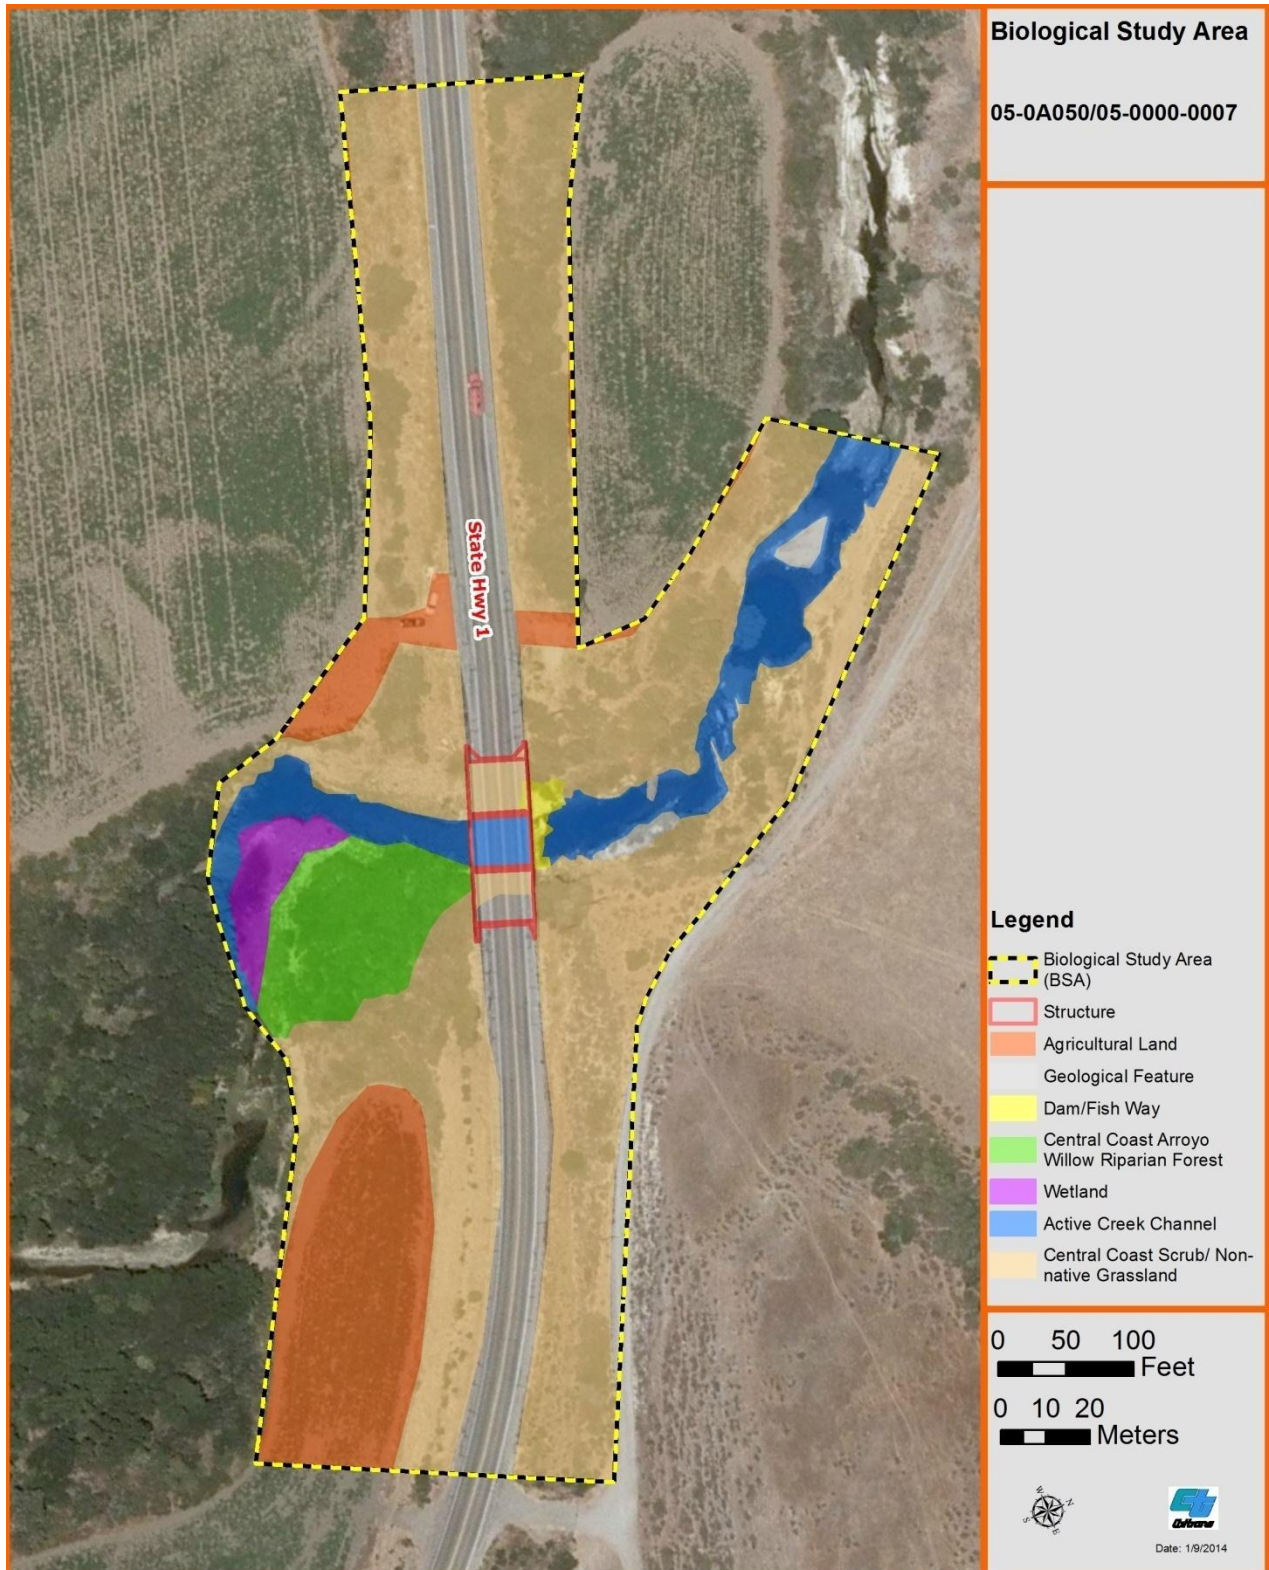 Biological Study Area
05-0A050/05-0000-0007
State Hwy 1
Legend
Biological Study Area
(BSA)
Structure
Agricultural Land
Geological Feature
Dam/Fish Way
Central Coast Arroyo
Willow Riparian Forest
Wetland
Active Creek Channel
Central Coast Scrub/ Non-
native Grassland
0 50 100
Feet
0 10 20
Meters
W
N
S
E
Caltrans
Date: 1/9/2014